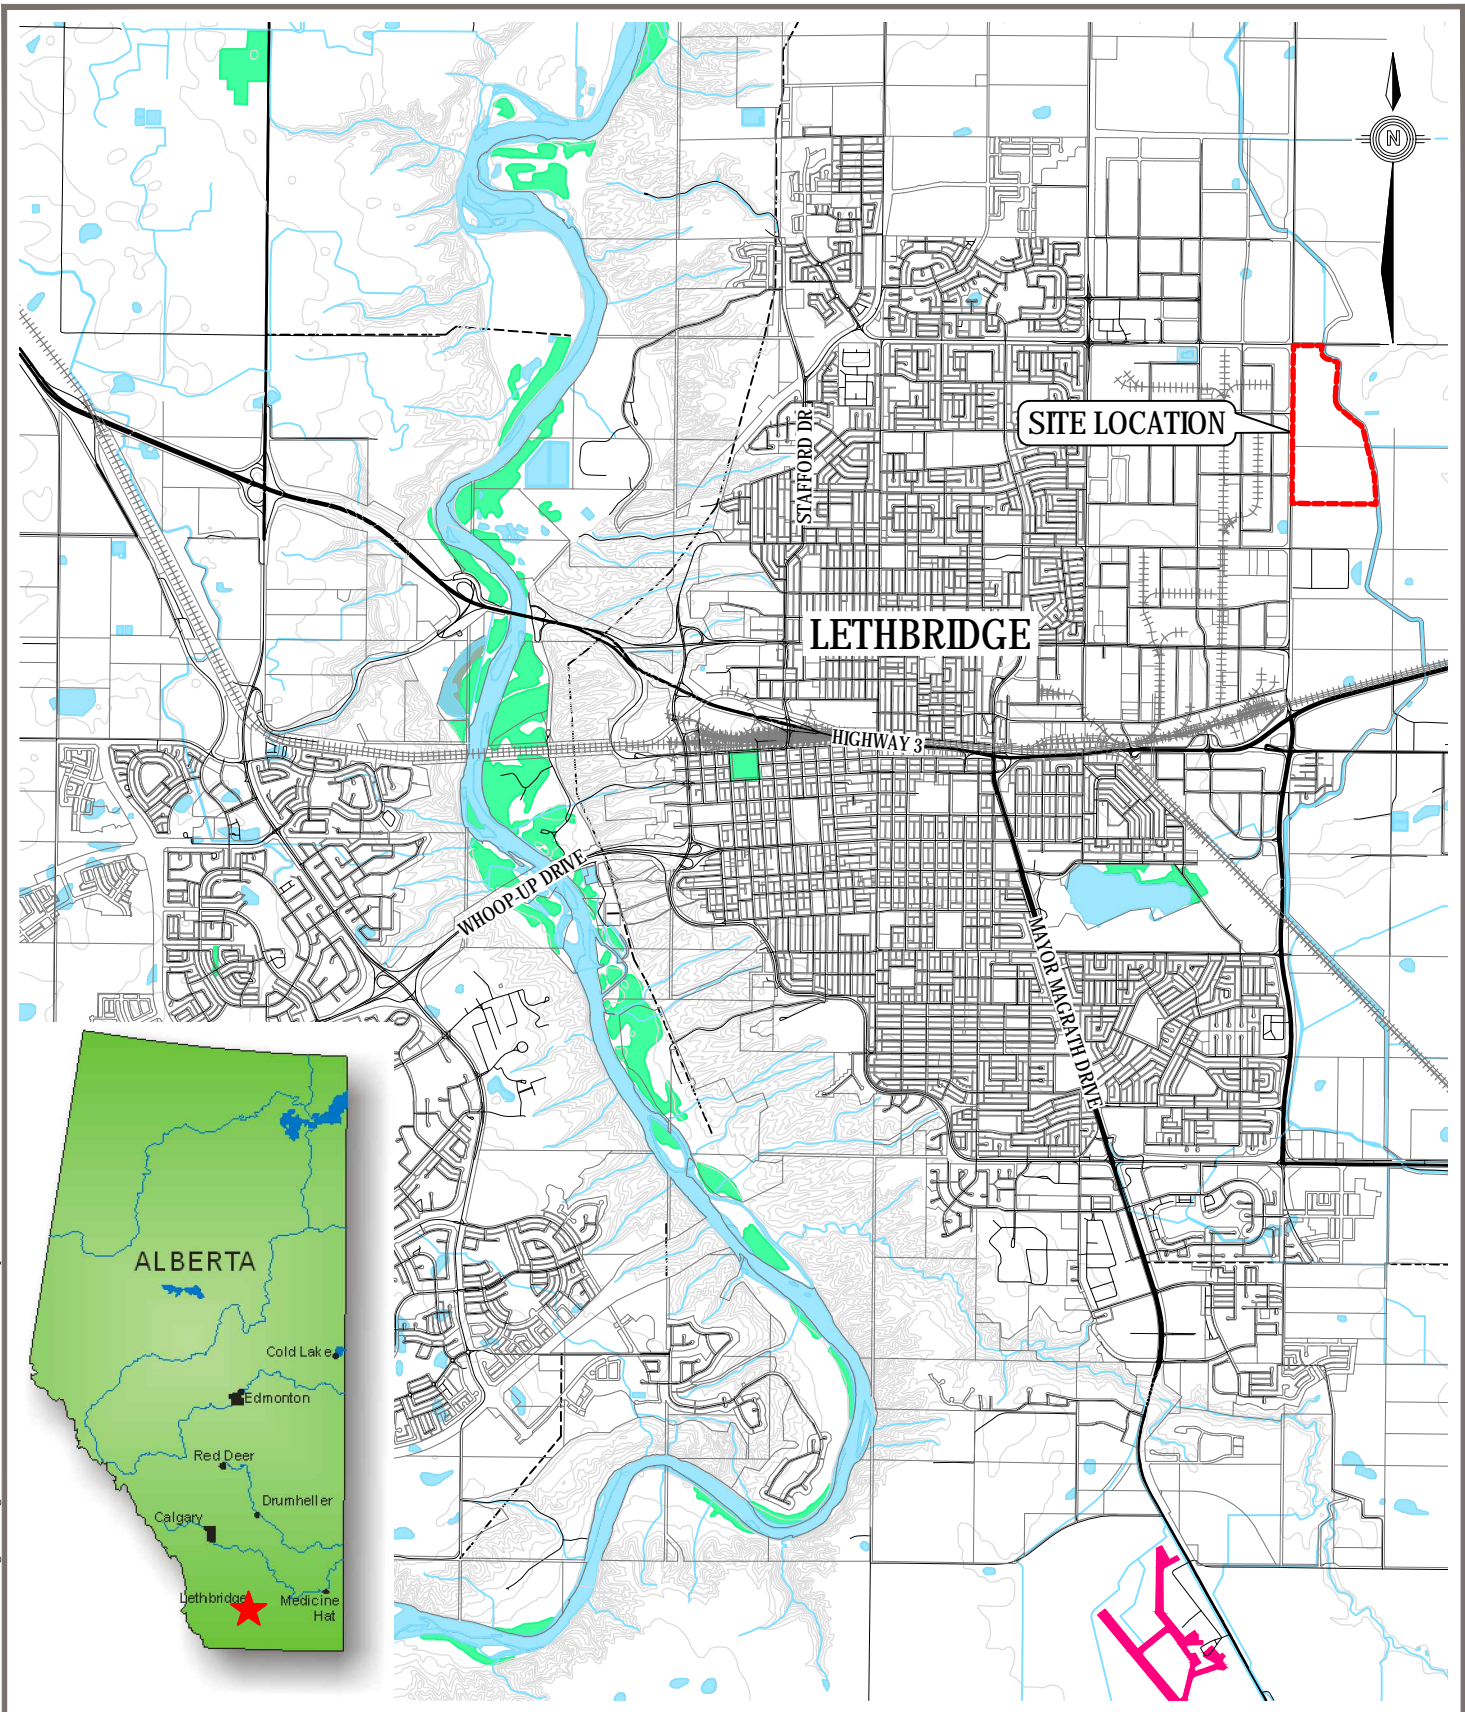 N
SITE LOCATION
STAFFORD DR
LETHBRIDGE
HIGHWAY 3
WHOOP-UP DRIVE
MAYOR MAGRATH DRIVE
ALBERTA
Cold Lake
Edmonton
Red Deer
Drumheller
Calgary
Lethbridge
Medicine
Hat